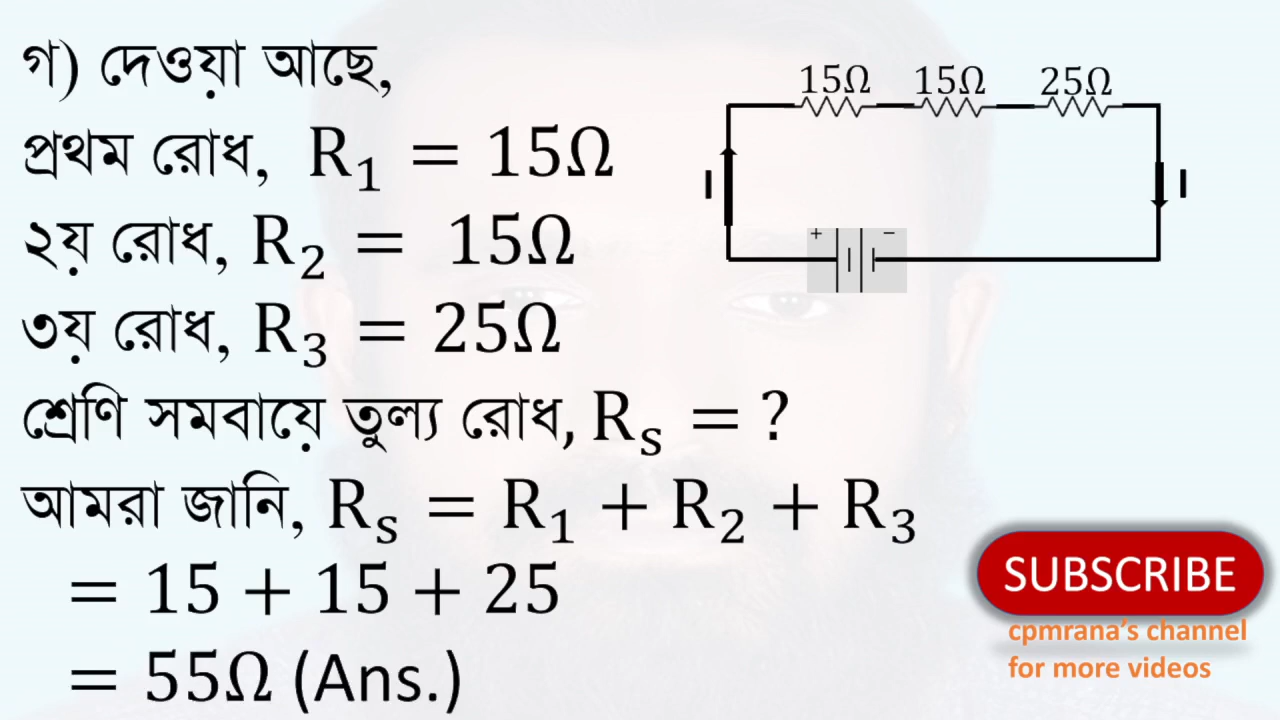 গ) দেওয়া আছে,
প্রথম রোধ, R₁ = 15Ω
২য় রোধ, R₂ = 15Ω
৩য় রোধ, R₃ = 25Ω
শ্রেণি সমবায়ে তুল্য রোধ, Rₛ = ?
আমরা জানি, Rₛ = R₁ + R₂ + R₃
= 15 + 15 + 25
= 55Ω (Ans.)
15Ω 15Ω 25Ω
I I
+ −
SUBSCRIBE
cpmrana's channel
for more videos